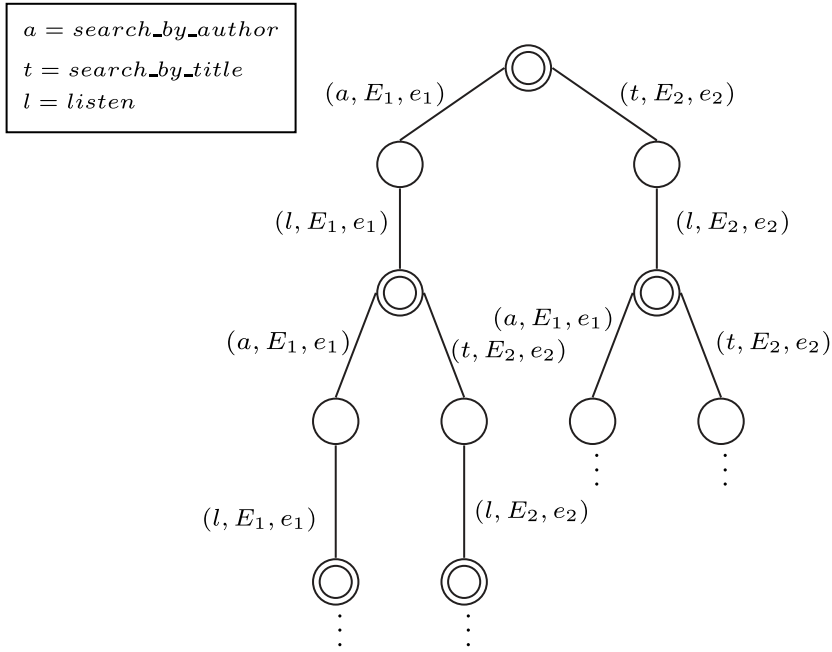 a = search_by_author
t = search_by_title
l = listen
(a, E₁, e₁)
(t, E₂, e₂)
(l, E₁, e₁)
(l, E₂, e₂)
(a, E₁, e₁)
(t, E₂, e₂)
(a, E₁, e₁)
(t, E₂, e₂)
(l, E₁, e₁)
(l, E₂, e₂)